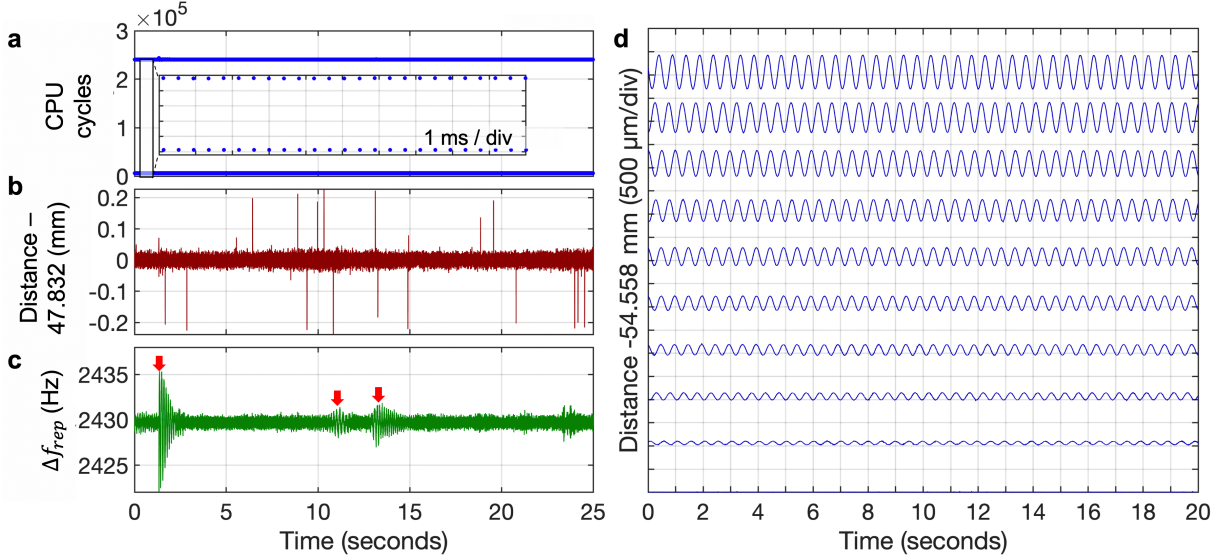 a
×10⁵
3
2
1
0
CPU
cycles
1 ms / div
b
0.2
0.1
0
-0.1
-0.2
Distance –
47.832 (mm)
c
2435
2430
2425
Δf_rep (Hz)
0 5 10 15 20 25
Time (seconds)
d
Distance -54.558 mm (500 µm/div)
0 2 4 6 8 10 12 14 16 18 20
Time (seconds)